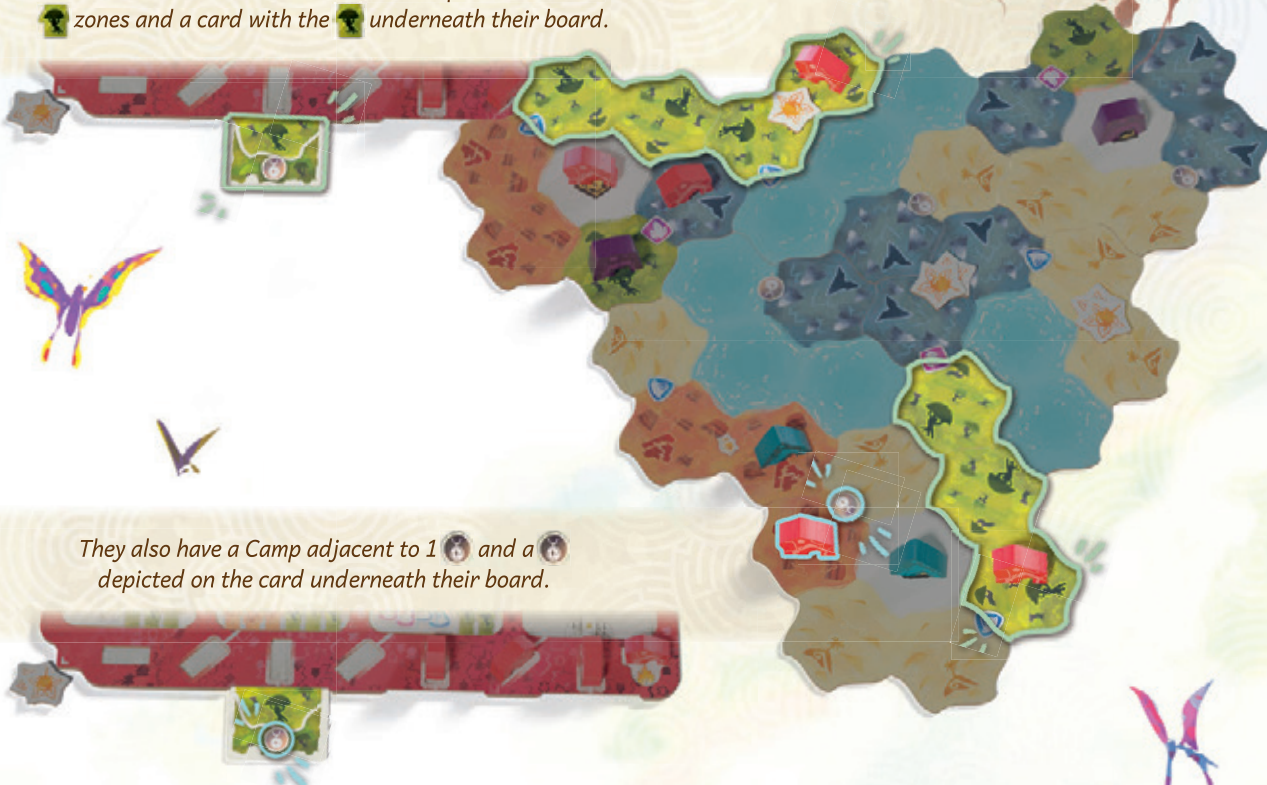 zones and a card with the underneath their board.
They also have a Camp adjacent to 1 and a
depicted on the card underneath their board.